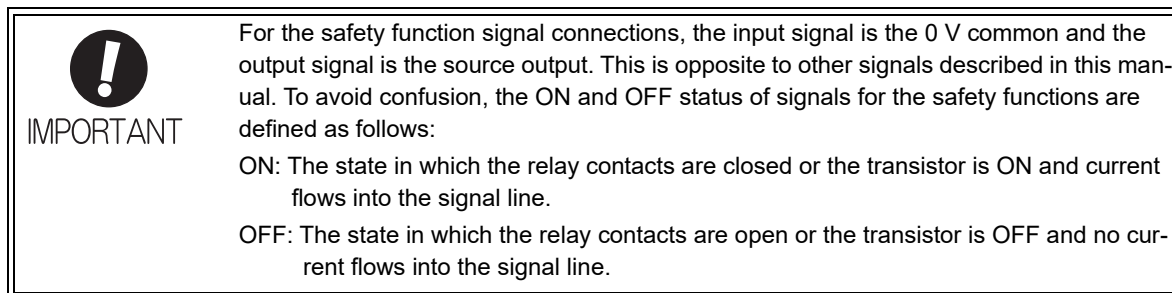 IMPORTANT
For the safety function signal connections, the input signal is the 0 V common and the
output signal is the source output. This is opposite to other signals described in this man-
ual. To avoid confusion, the ON and OFF status of signals for the safety functions are
defined as follows:
ON: The state in which the relay contacts are closed or the transistor is ON and current
flows into the signal line.
OFF: The state in which the relay contacts are open or the transistor is OFF and no cur-
rent flows into the signal line.